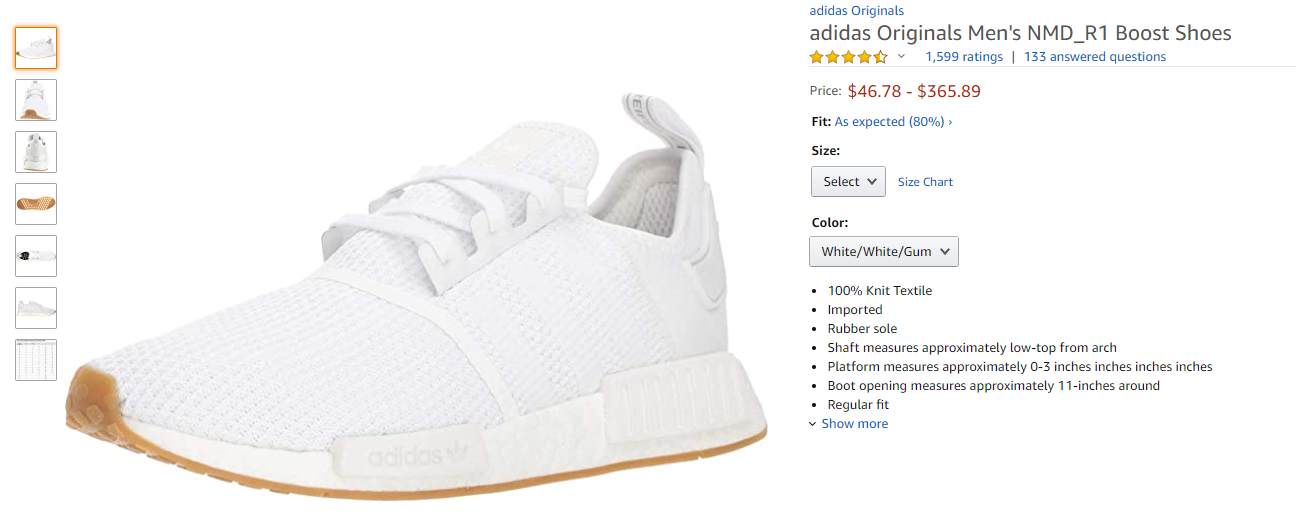 adidas Originals
adidas Originals Men's NMD_R1 Boost Shoes
1,599 ratings | 133 answered questions
Price: $46.78 - $365.89
Fit: As expected (80%) ›
Size:
Select Size Chart
Color:
White/White/Gum
• 100% Knit Textile
• Imported
• Rubber sole
• Shaft measures approximately low-top from arch
• Platform measures approximately 0-3 inches inches inches inches
• Boot opening measures approximately 11-inches around
• Regular fit
Show more
adidas